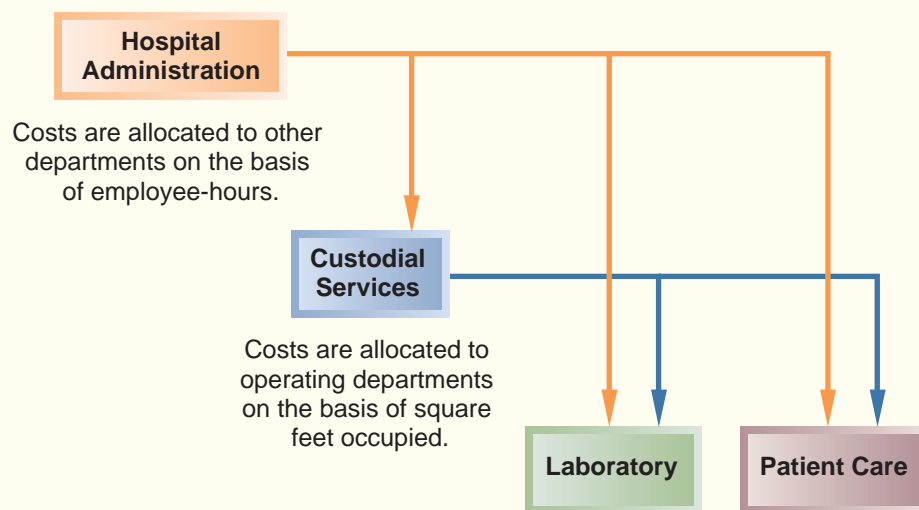 Hospital
Administration
Costs are allocated to other
departments on the basis
of employee-hours.
Custodial
Services
Costs are allocated to
operating departments
on the basis of square
feet occupied.
Laboratory
Patient Care